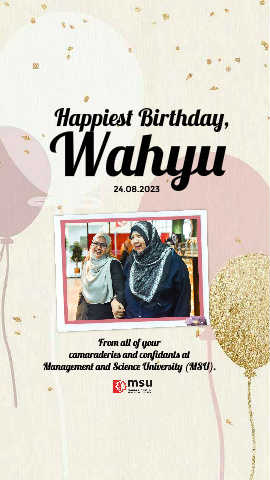 Happiest Birthday,
Wahyu
24.08.2023
From all of your
camaraderies and confidants at
Management and Science University (MSU).
msu